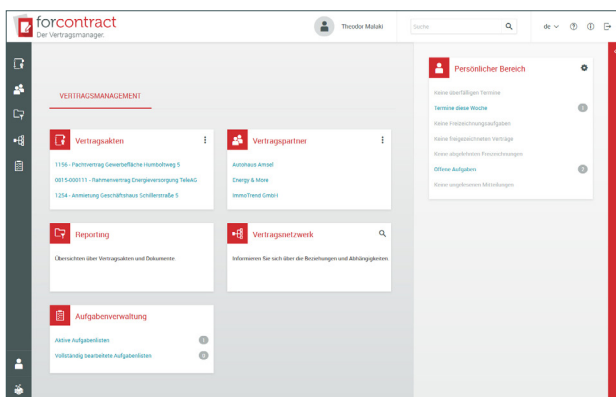 forcontract
Der Vertragsmanager.
Theodor Malaki
Suche
de
VERTRAGSMANAGEMENT
Vertragsakten
1156 - Pachtvertrag Gewerbefläche Humboltsweg 5
0815-000111 - Rahmenvertrag Energieversorgung TeleAG
1254 - Anmietung Geschäftshaus Schillerstraße 5
Vertragspartner
Autohaus Amsel
Energy & More
ImmoTrend GmbH
Reporting
Übersichten über Vertragsakten und Dokumente
Vertragsnetzwerk
Informieren Sie sich über die Beziehungen und Abhängigkeiten
Aufgabenverwaltung
Aktive Aufgabenlisten
Vollständig bearbeitete Aufgabenlisten
Persönlicher Bereich
Keine überfälligen Termine
Termine diese Woche
Keine Freizeichnungsaufgaben
Keine freigezeichneten Verträge
Keine abgelehnten Freizeichnungen
Offene Aufgaben
Keine ungelesenen Mitteilungen